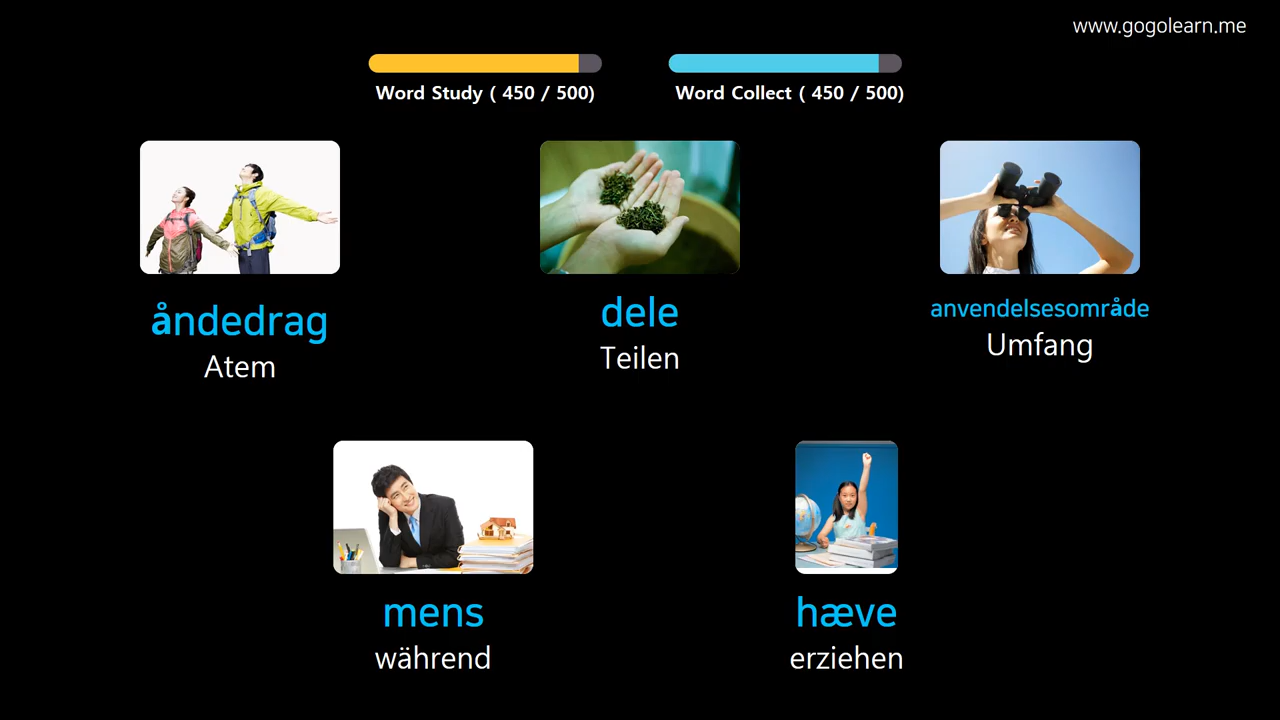 www.gogolearn.me
Word Study ( 450 / 500)
Word Collect ( 450 / 500)
åndedrag
Atem
dele
Teilen
anvendelsesområde
Umfang
mens
während
hæve
erziehen